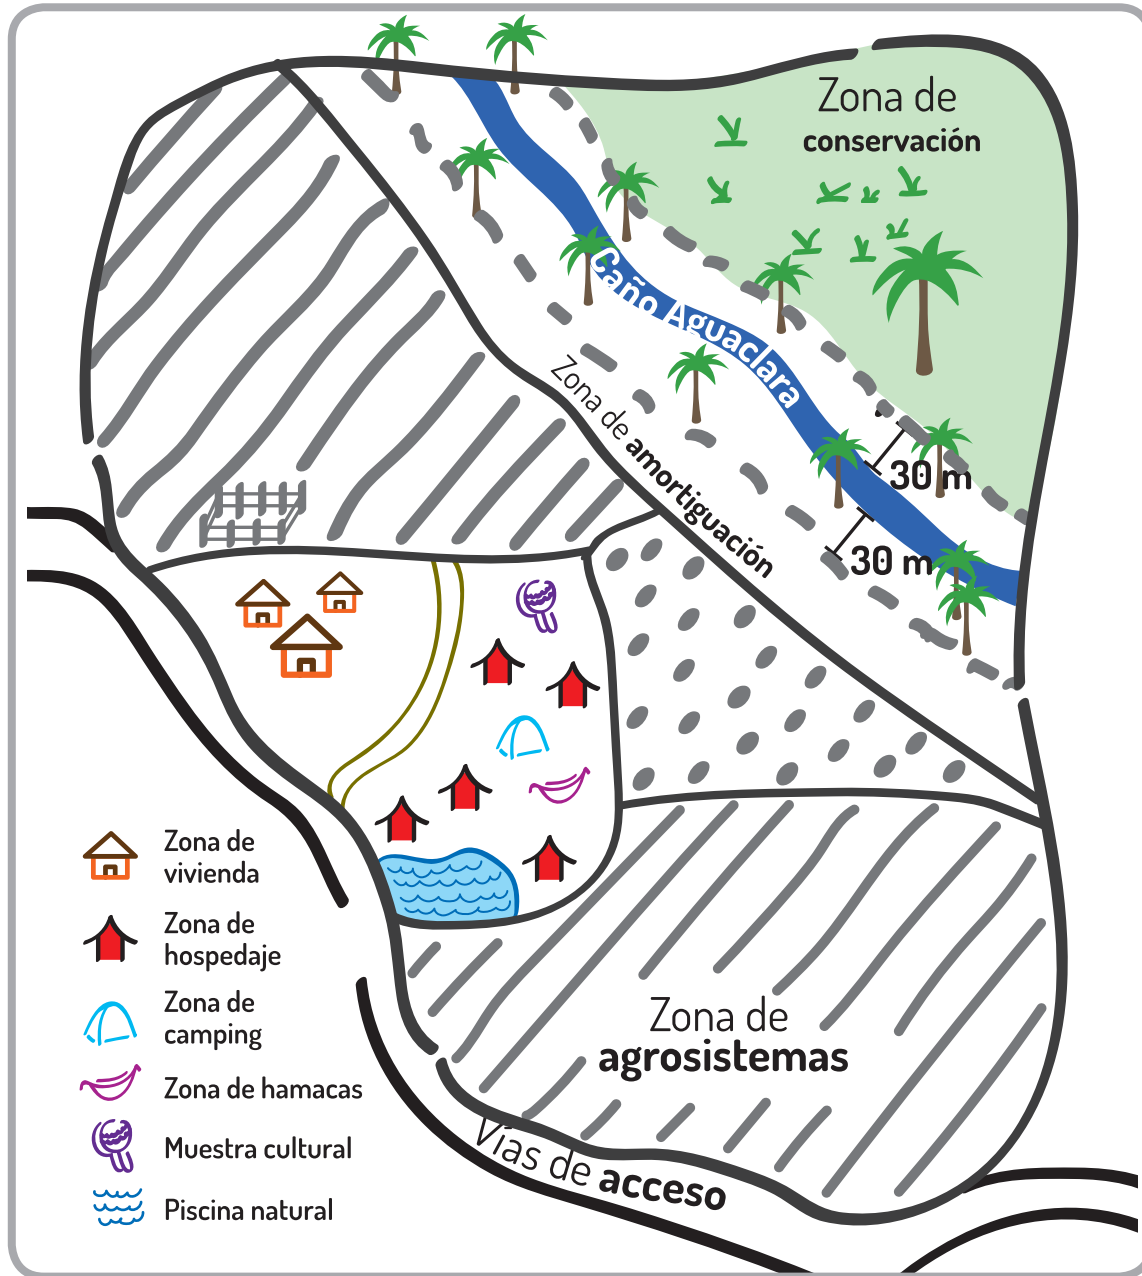 Zona de
conservación
Caño Aguaclara
Zona de amortiguación
30 m
30 m
Zona de
vivienda
Zona de
hospedaje
Zona de
camping
Zona de hamacas
Muestra cultural
Piscina natural
Zona de
agrosistemas
Vías de acceso